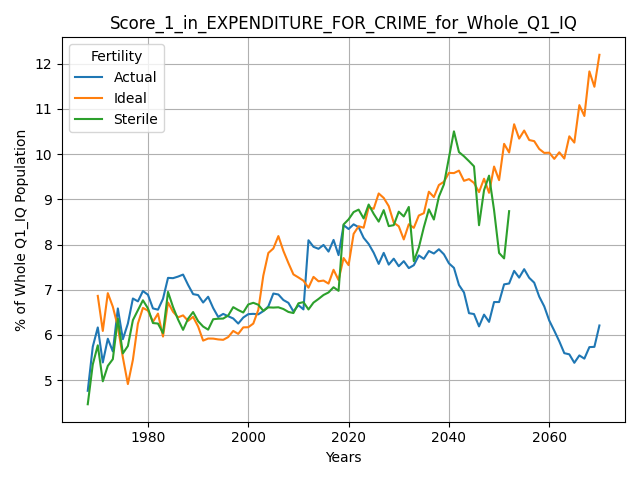 Score_1_in_EXPENDITURE_FOR_CRIME_for_Whole_Q1_IQ
Fertility
Actual
Ideal
Sterile
% of Whole Q1_IQ Population
12
11
10
9
8
7
6
5
1980 2000 2020 2040 2060
Years